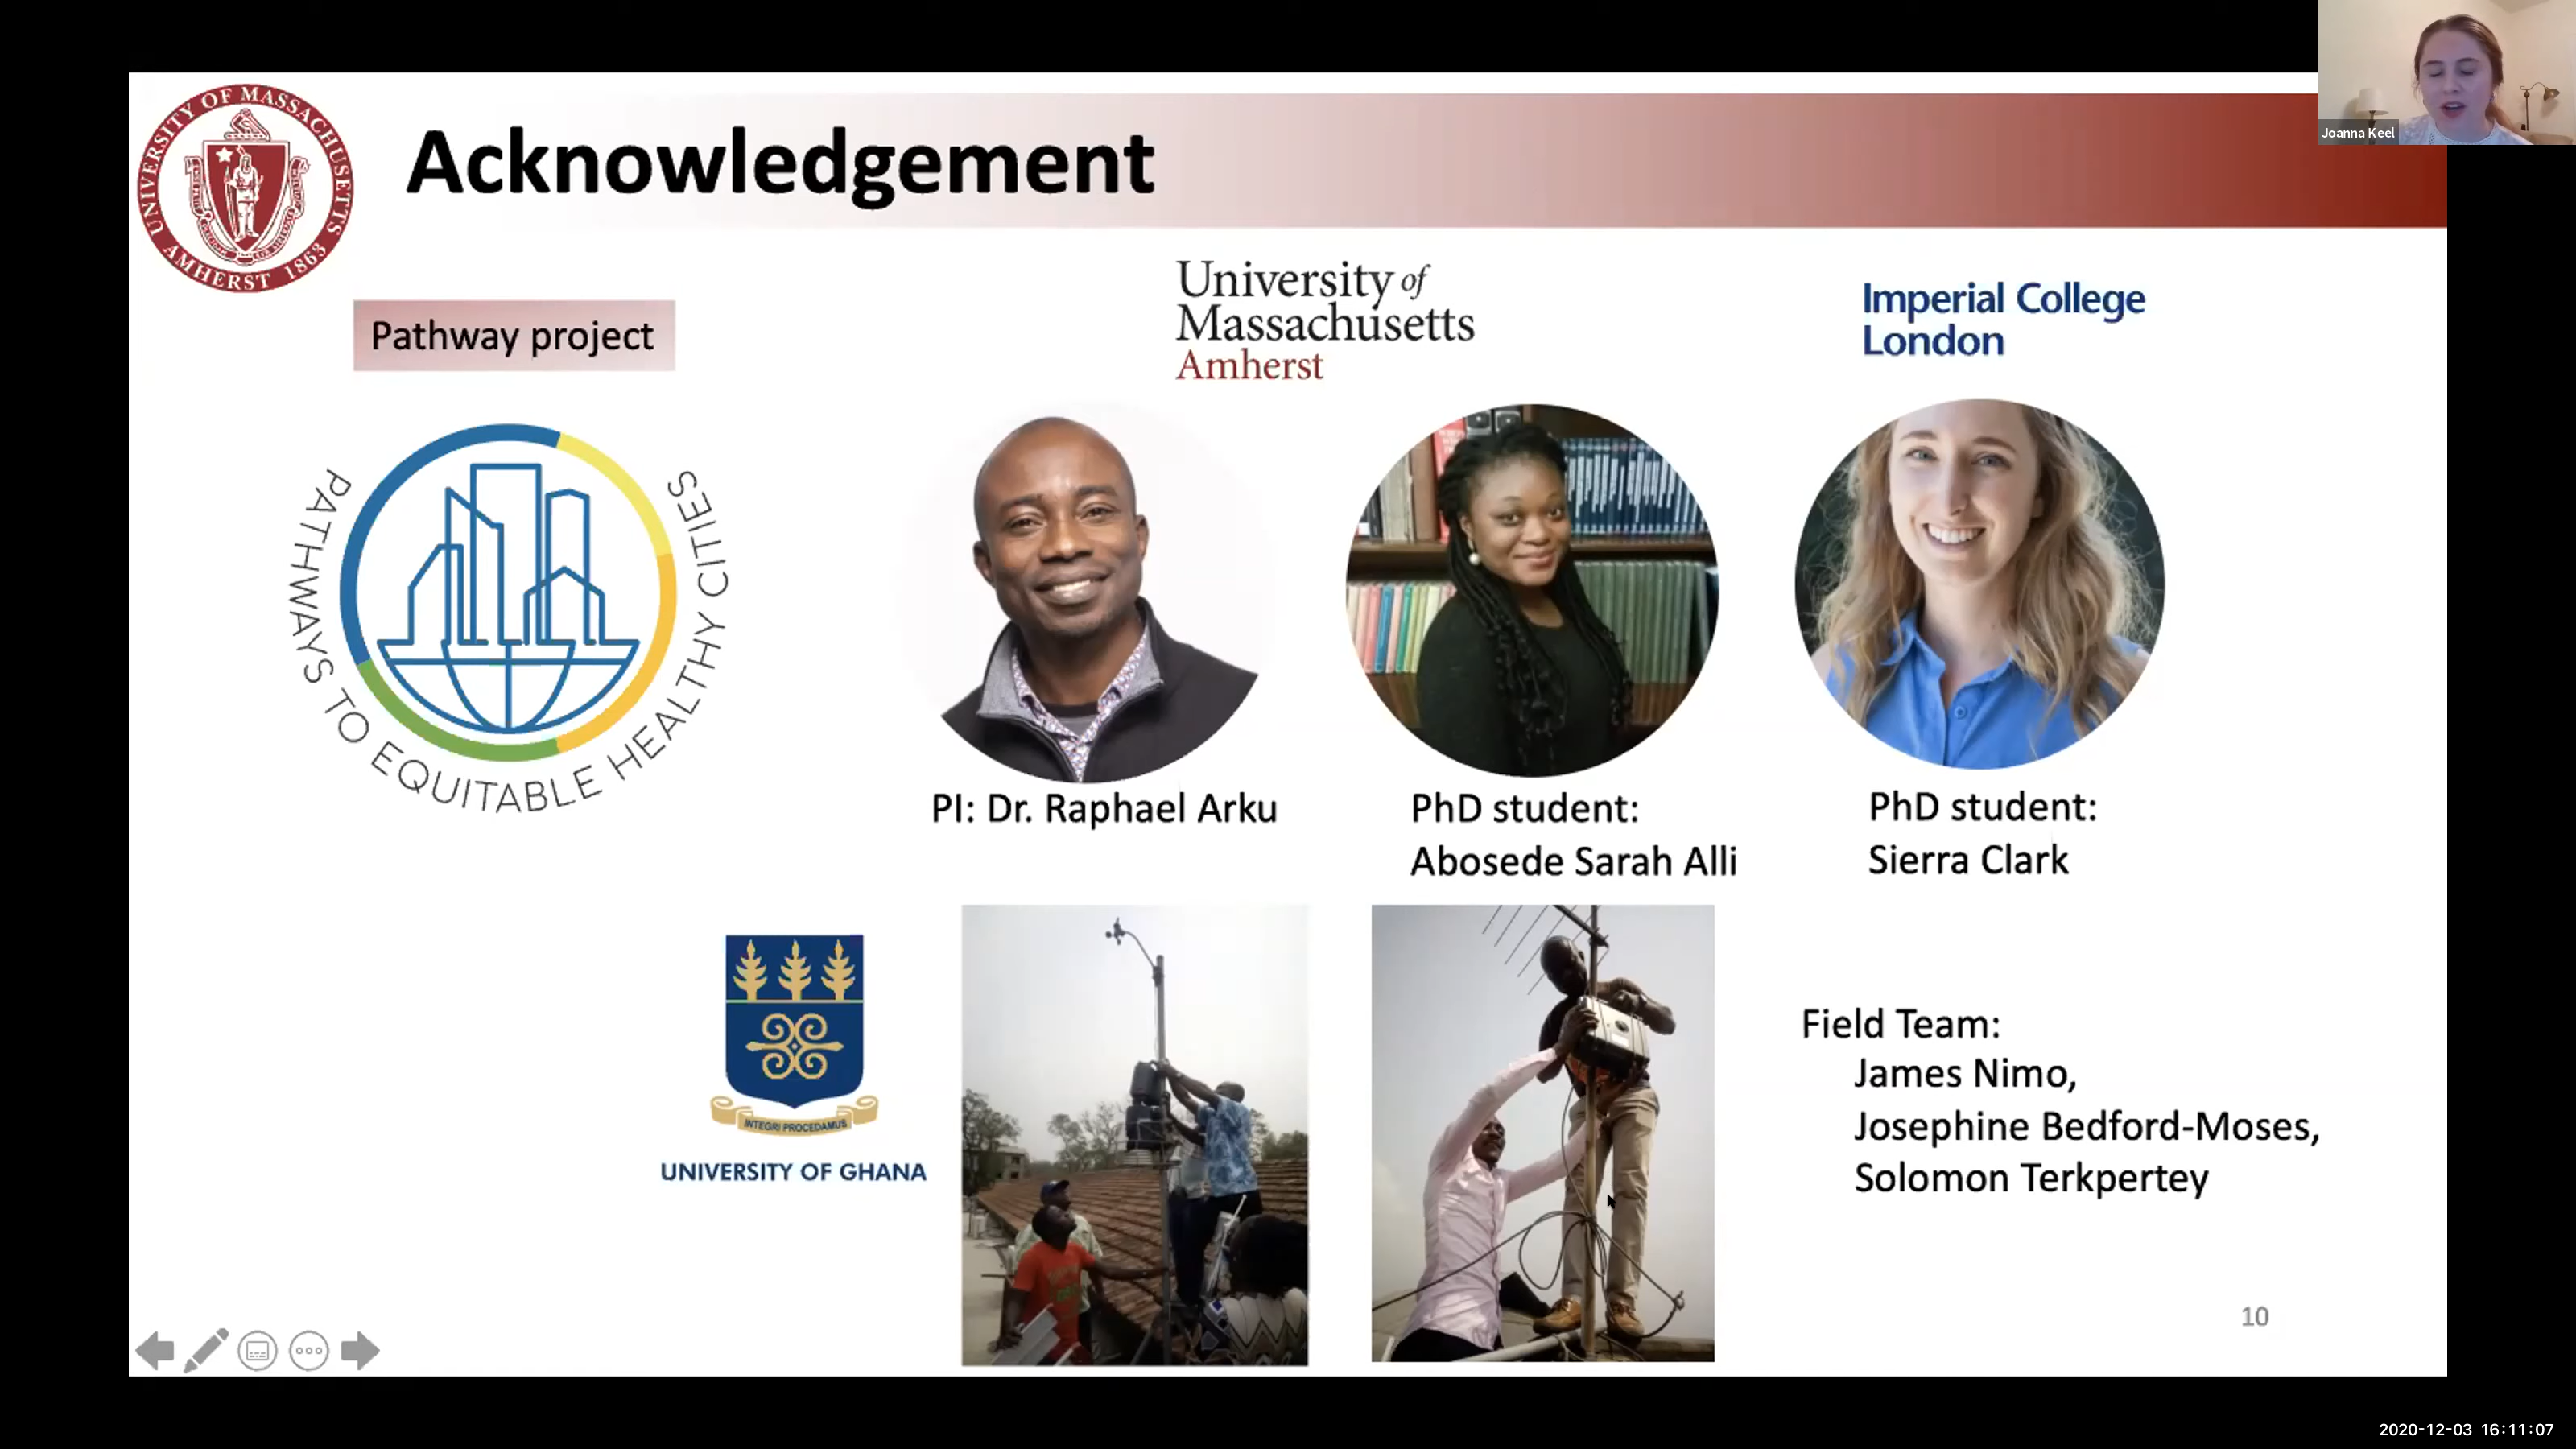 Joanna Keel
UNIVERSITY OF MASSACHUSETTS
AMHERST 1863
Acknowledgement
Pathway project
University of
Massachusetts
Amherst
Imperial College
London
PATHWAYS TO EQUITABLE HEALTHY CITIES
PI: Dr. Raphael Arku
PhD student:
Abosede Sarah Alli
PhD student:
Sierra Clark
INTEGRI PROCEDAMUS
UNIVERSITY OF GHANA
Field Team:
James Nimo,
Josephine Bedford-Moses,
Solomon Terkpertey
10
2020-12-03 16:11:07